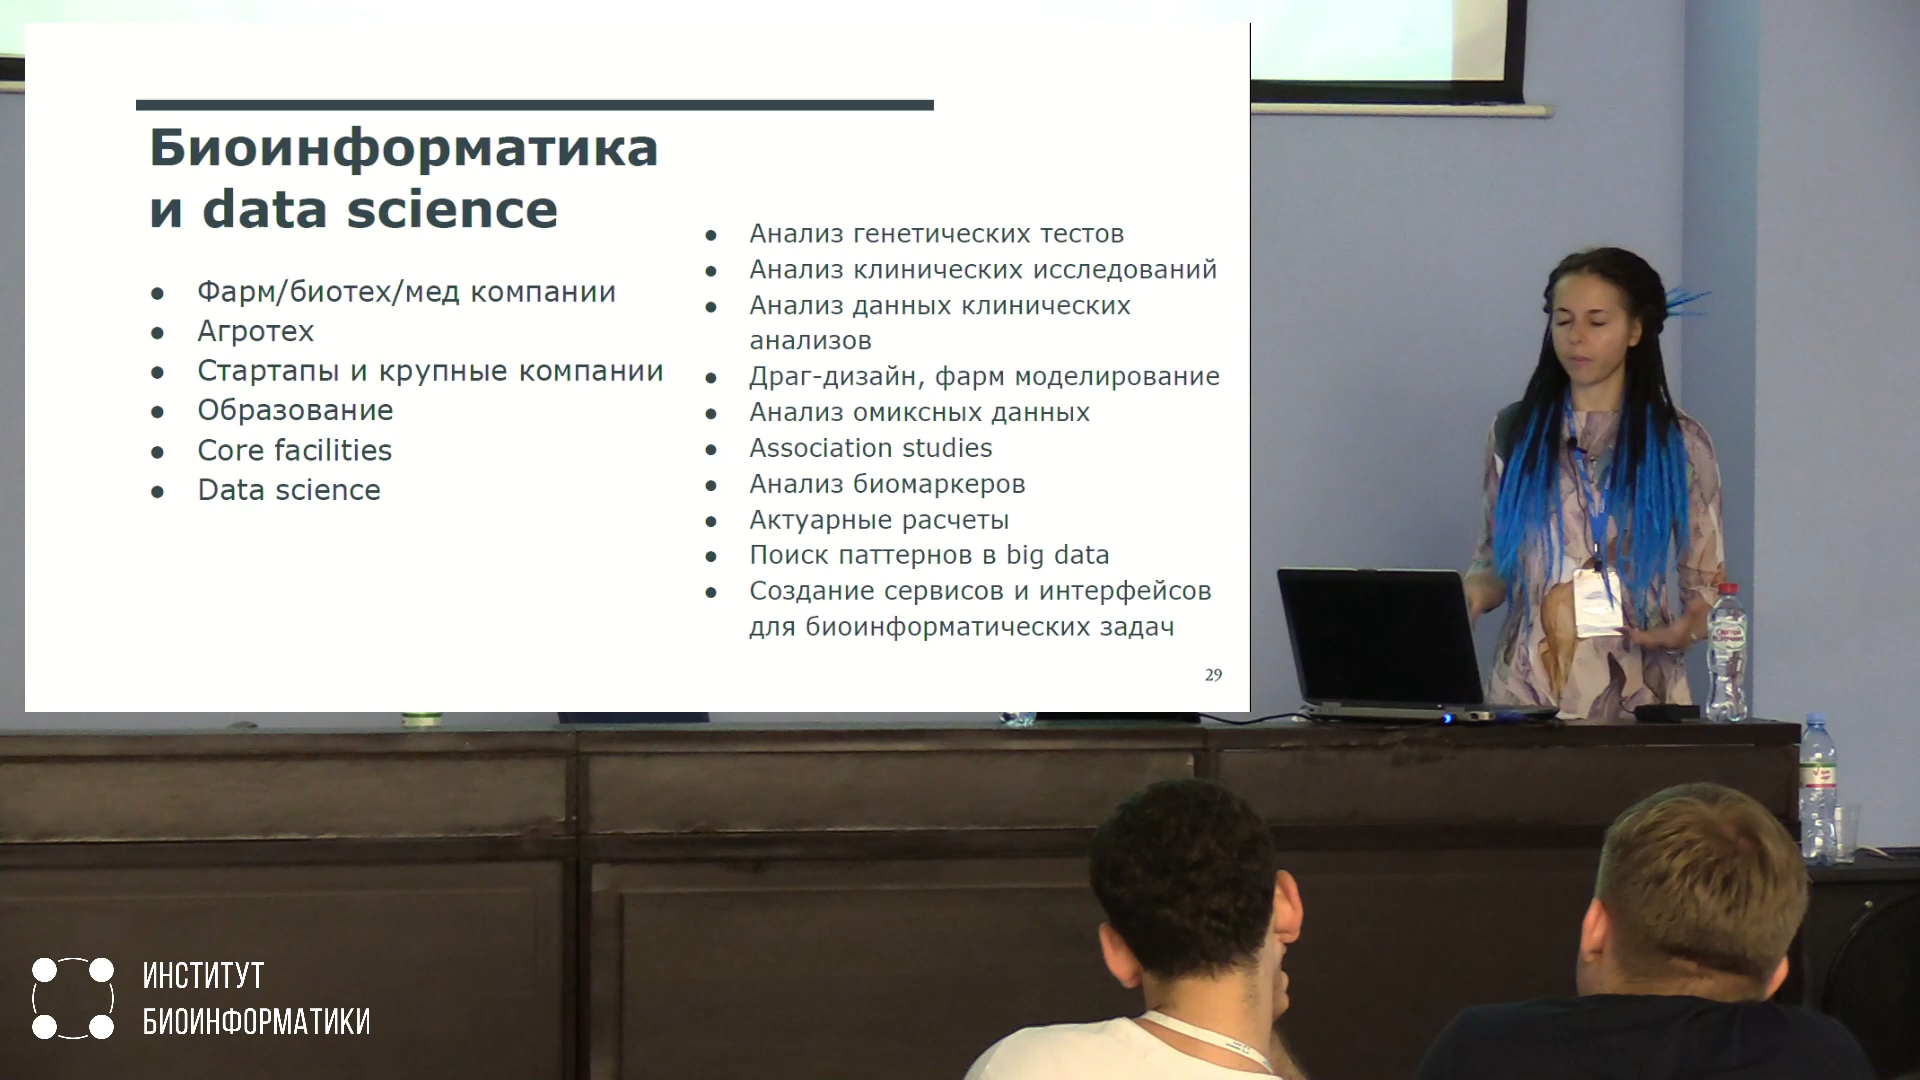 Биоинформатика
и data science
● Фарм/биотех/мед компании
● Агротех
● Стартапы и крупные компании
● Образование
● Core facilities
● Data science
● Анализ генетических тестов
● Анализ клинических исследований
● Анализ данных клинических
анализов
● Драг-дизайн, фарм моделирование
● Анализ омиксных данных
● Association studies
● Анализ биомаркеров
● Актуарные расчеты
● Поиск паттернов в big data
● Создание сервисов и интерфейсов
для биоинформатических задач
29
ИНСТИТУТ
БИОИНФОРМАТИКИ